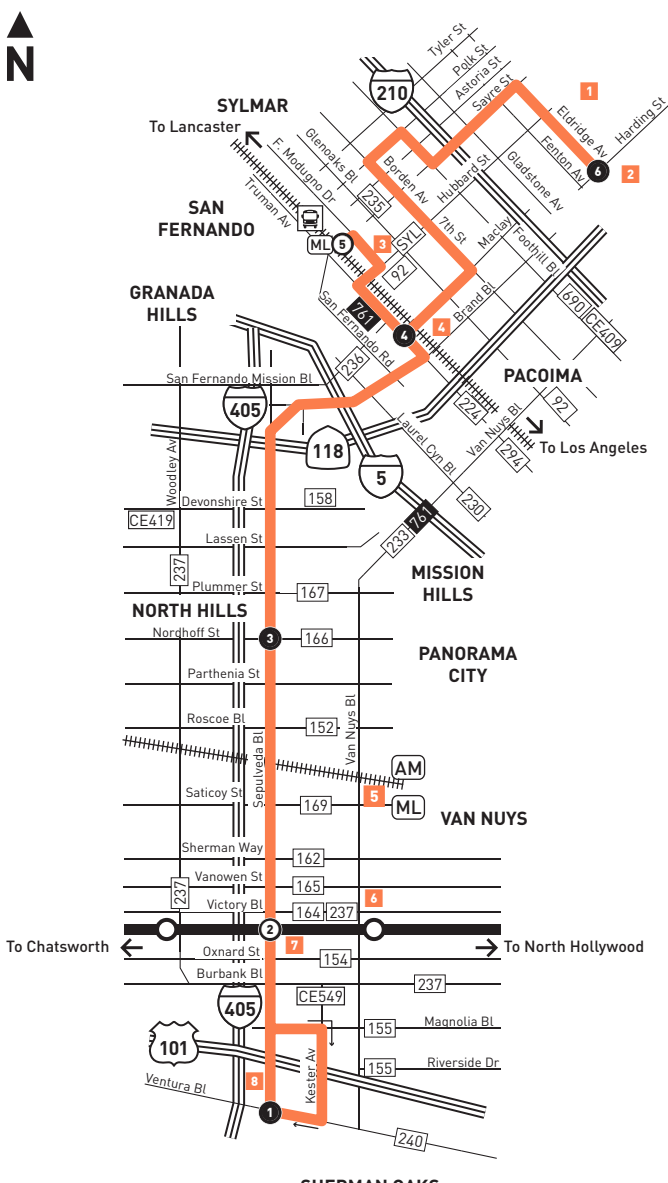 N
Tyler St
Polk St
Astoria St
Sayre St
210
1
Eldridge Av
Harding St
Fenton Av
6
2
SYLMAR
To Lancaster
F. Modugno Dr
Glenoaks Bl
Truman Av
Borden Av
235
Hubbard St
Gladstone Av
SAN
FERNANDO
ML
5
3
SYL
7th St
Maclay
Foothill Bl
92
690
CE409
GRANADA
HILLS
761
4
4
Brand Bl
San Fernando Rd
236
PACOIMA
San Fernando Mission Bl
405
224
92
Van Nuys Bl
To Los Angeles
294
118
5
Laurel Cyn Bl
230
Woodley Av
Devonshire St
158
CE419
Lassen St
761
233
237
Plummer St
167
MISSION
HILLS
NORTH HILLS
Nordhoff St
3
166
PANORAMA
CITY
Parthenia St
Roscoe Bl
152
Sepulveda Bl
Van Nuys Bl
AM
5
ML
Saticoy St
169
VAN NUYS
Sherman Way
162
Vanowen St
165
237
Victory Bl
164
237
6
2
7
To Chatsworth
To North Hollywood
Oxnard St
154
Burbank Bl
237
CE549
405
155
Magnolia Bl
101
Kester Av
155
Riverside Dr
Ventura Bl
8
1
240
SHERMAN OAKS